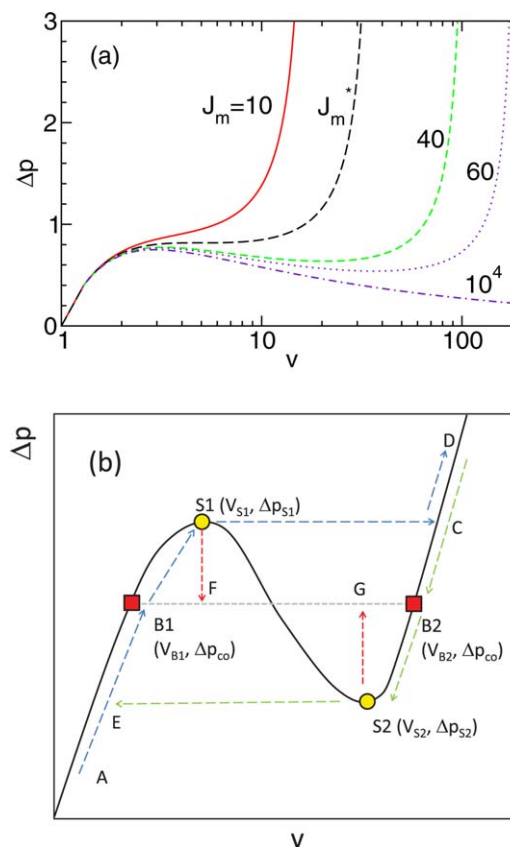 (a)
3
2
1
0
Δp
J_m=10
J_m^*
40
60
10^4
1
10
100
v
(b)
Δp
D
S1 (V_S1, Δp_S1)
C
F
G
B1
(V_B1, Δp_co)
B2
(V_B2, Δp_co)
E
S2 (V_S2, Δp_S2)
A
v